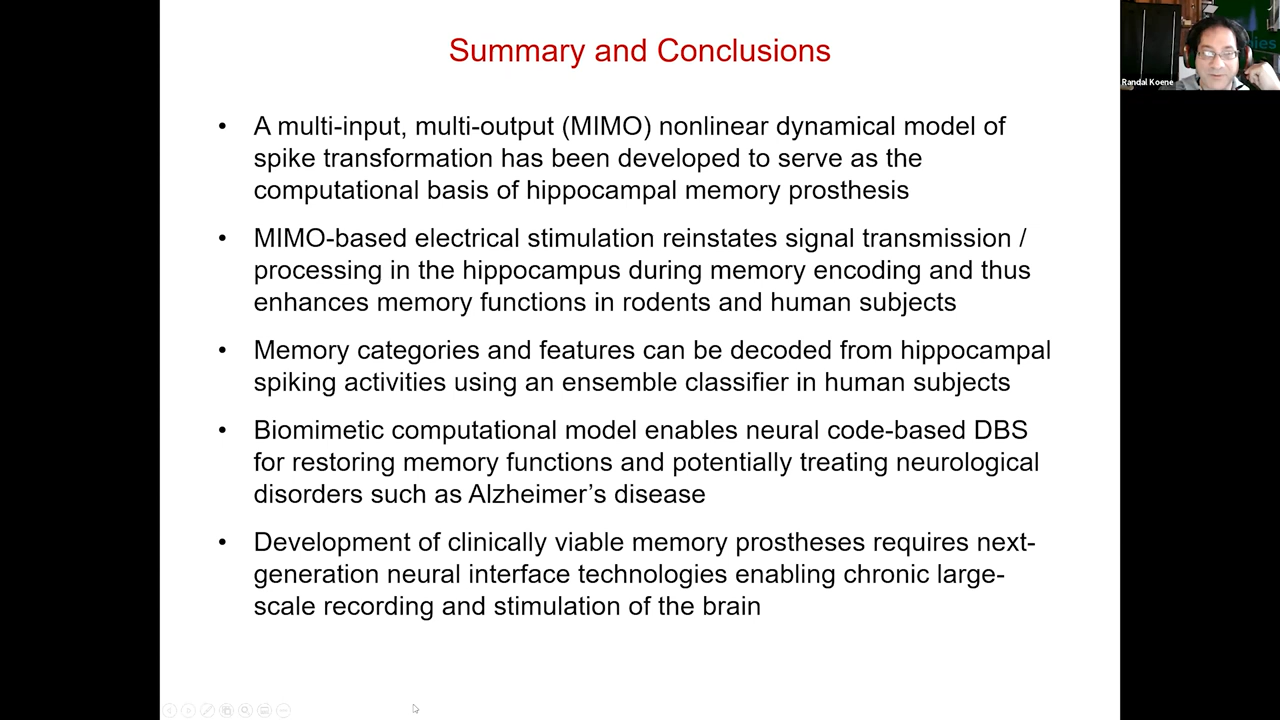 Summary and Conclusions
• A multi-input, multi-output (MIMO) nonlinear dynamical model of
spike transformation has been developed to serve as the
computational basis of hippocampal memory prosthesis
• MIMO-based electrical stimulation reinstates signal transmission /
processing in the hippocampus during memory encoding and thus
enhances memory functions in rodents and human subjects
• Memory categories and features can be decoded from hippocampal
spiking activities using an ensemble classifier in human subjects
• Biomimetic computational model enables neural code-based DBS
for restoring memory functions and potentially treating neurological
disorders such as Alzheimer’s disease
• Development of clinically viable memory prostheses requires next-
generation neural interface technologies enabling chronic large-
scale recording and stimulation of the brain
Randal Koene